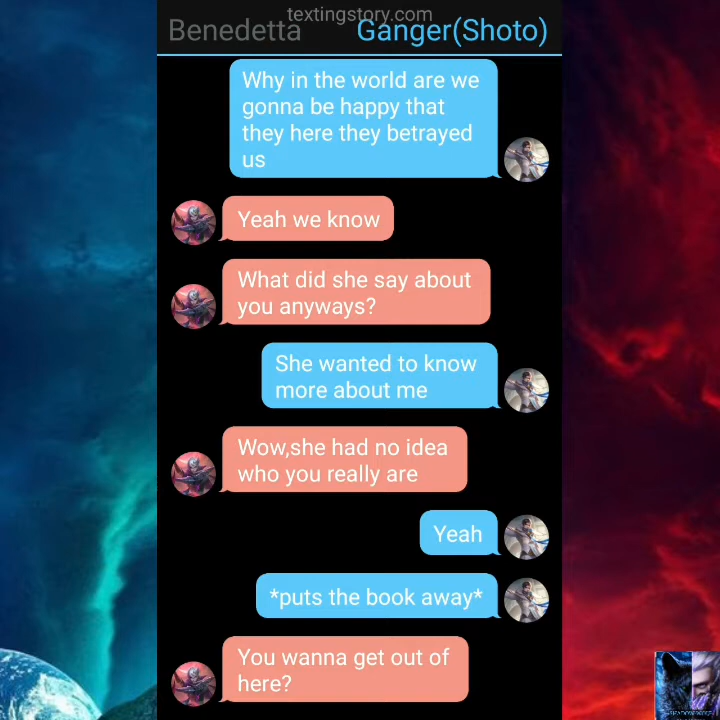 textingstory.com
Benedetta Ganger(Shoto)
Why in the world are we
gonna be happy that
they here they betrayed
us
Yeah we know
What did she say about
you anyways?
She wanted to know
more about me
Wow,she had no idea
who you really are
Yeah
*puts the book away*
You wanna get out of
here?